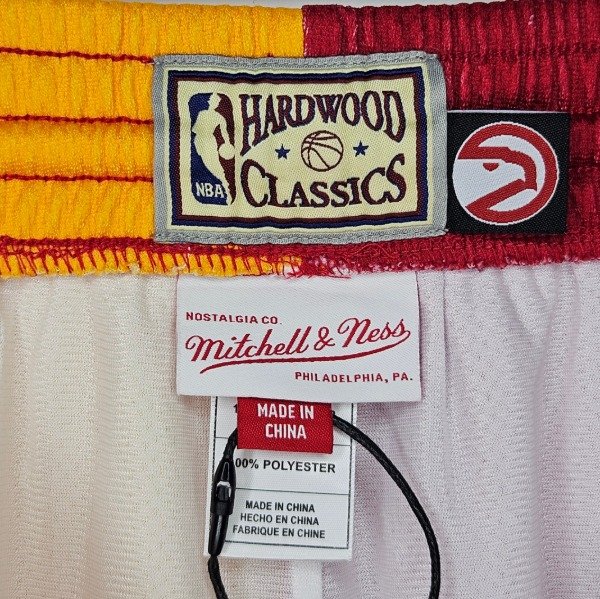 HARDWOOD
CLASSICS
NBA
NOSTALGIA CO.
Mitchell & Ness
PHILADELPHIA, PA.
MADE IN
CHINA
POLYESTER
MADE IN CHINA
HECHO EN CHINA
FABRIQUE EN CHINE